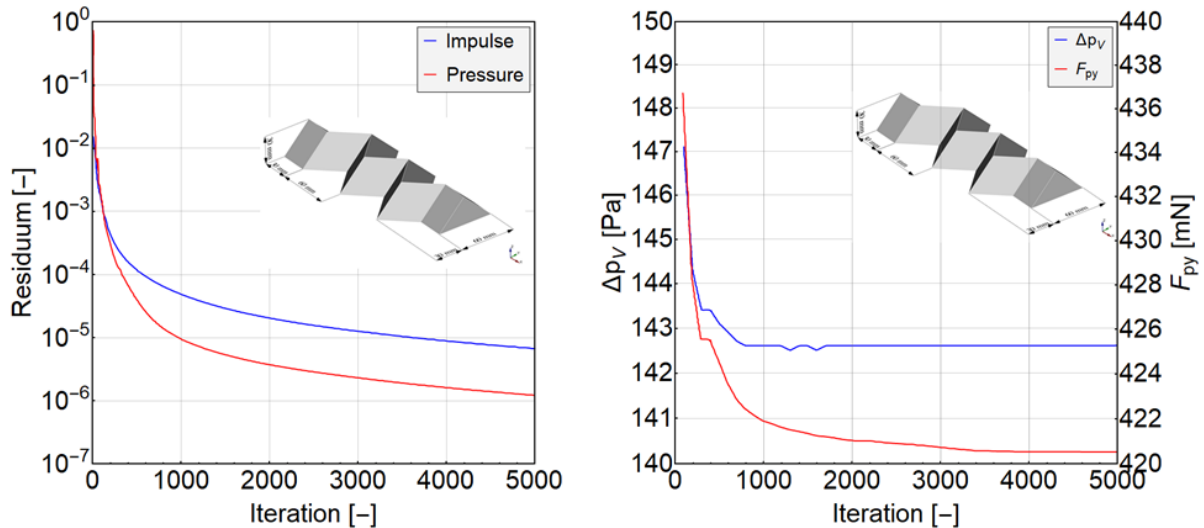 10⁰
10⁻¹
10⁻²
10⁻³
10⁻⁴
10⁻⁵
10⁻⁶
10⁻⁷
Residuum [−]
0 1000 2000 3000 4000 5000
Iteration [−]
Impulse
Pressure
150
149
148
147
146
145
144
143
142
141
140
Δp_V [Pa]
0 1000 2000 3000 4000 5000
Iteration [−]
Δp_V
F_py
440
438
436
434
432
430
428
426
424
422
420
F_py [mN]